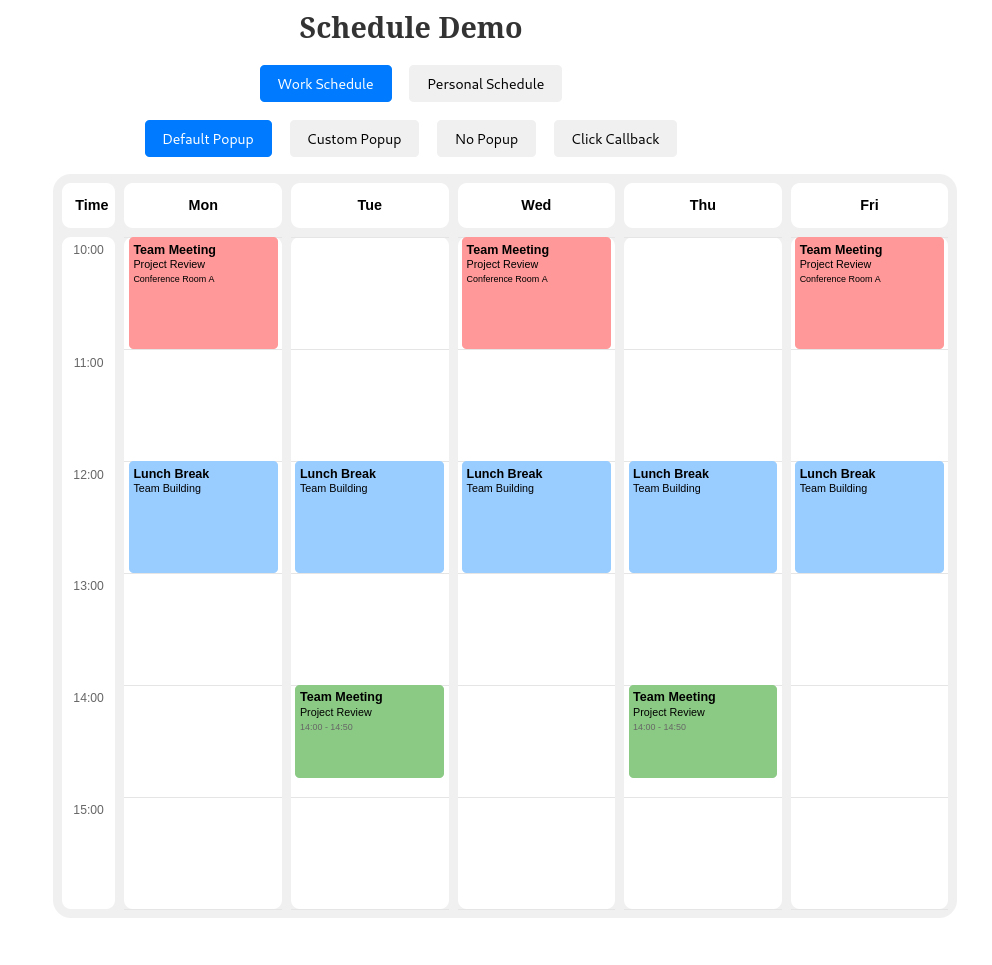 Schedule Demo
Work Schedule Personal Schedule
Default Popup Custom Popup No Popup Click Callback
Time Mon Tue Wed Thu Fri
10:00 Team Meeting Team Meeting Team Meeting
Project Review Project Review Project Review
Conference Room A Conference Room A Conference Room A
11:00
12:00 Lunch Break Lunch Break Lunch Break Lunch Break Lunch Break
Team Building Team Building Team Building Team Building Team Building
13:00
14:00 Team Meeting Team Meeting
Project Review Project Review
14:00 - 14:50 14:00 - 14:50
15:00